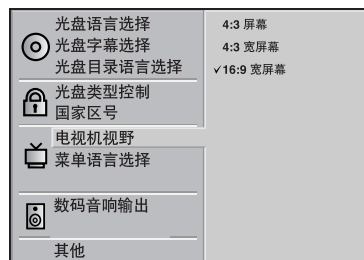 光盘语言选择
光盘字幕选择
光盘目录语言选择
光盘类型控制
国家区号
电视机视野
菜单语言选择
数码音响输出
其他
4:3 屏幕
4:3 宽屏幕
✓16:9 宽屏幕